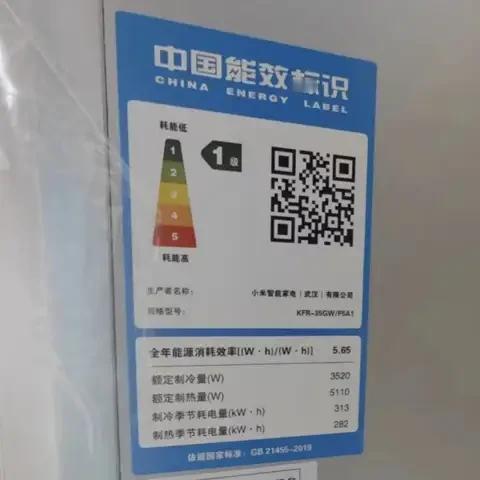 中国能效标识
CHINA ENERGY LABEL
耗能低
1
2
3
4
5
1级
耗能高
生产者名称：
小米智能家电（武汉）有限公司
规格型号：
KFR-35GW/F5A1
全年能源消耗效率[(W·h)/(W·h)] 5.65
额定制冷量(W) 3520
额定制热量(W) 5110
制冷季节耗电量(kW·h) 313
制热季节耗电量(kW·h) 282
依据国家标准：GB 21455-2019